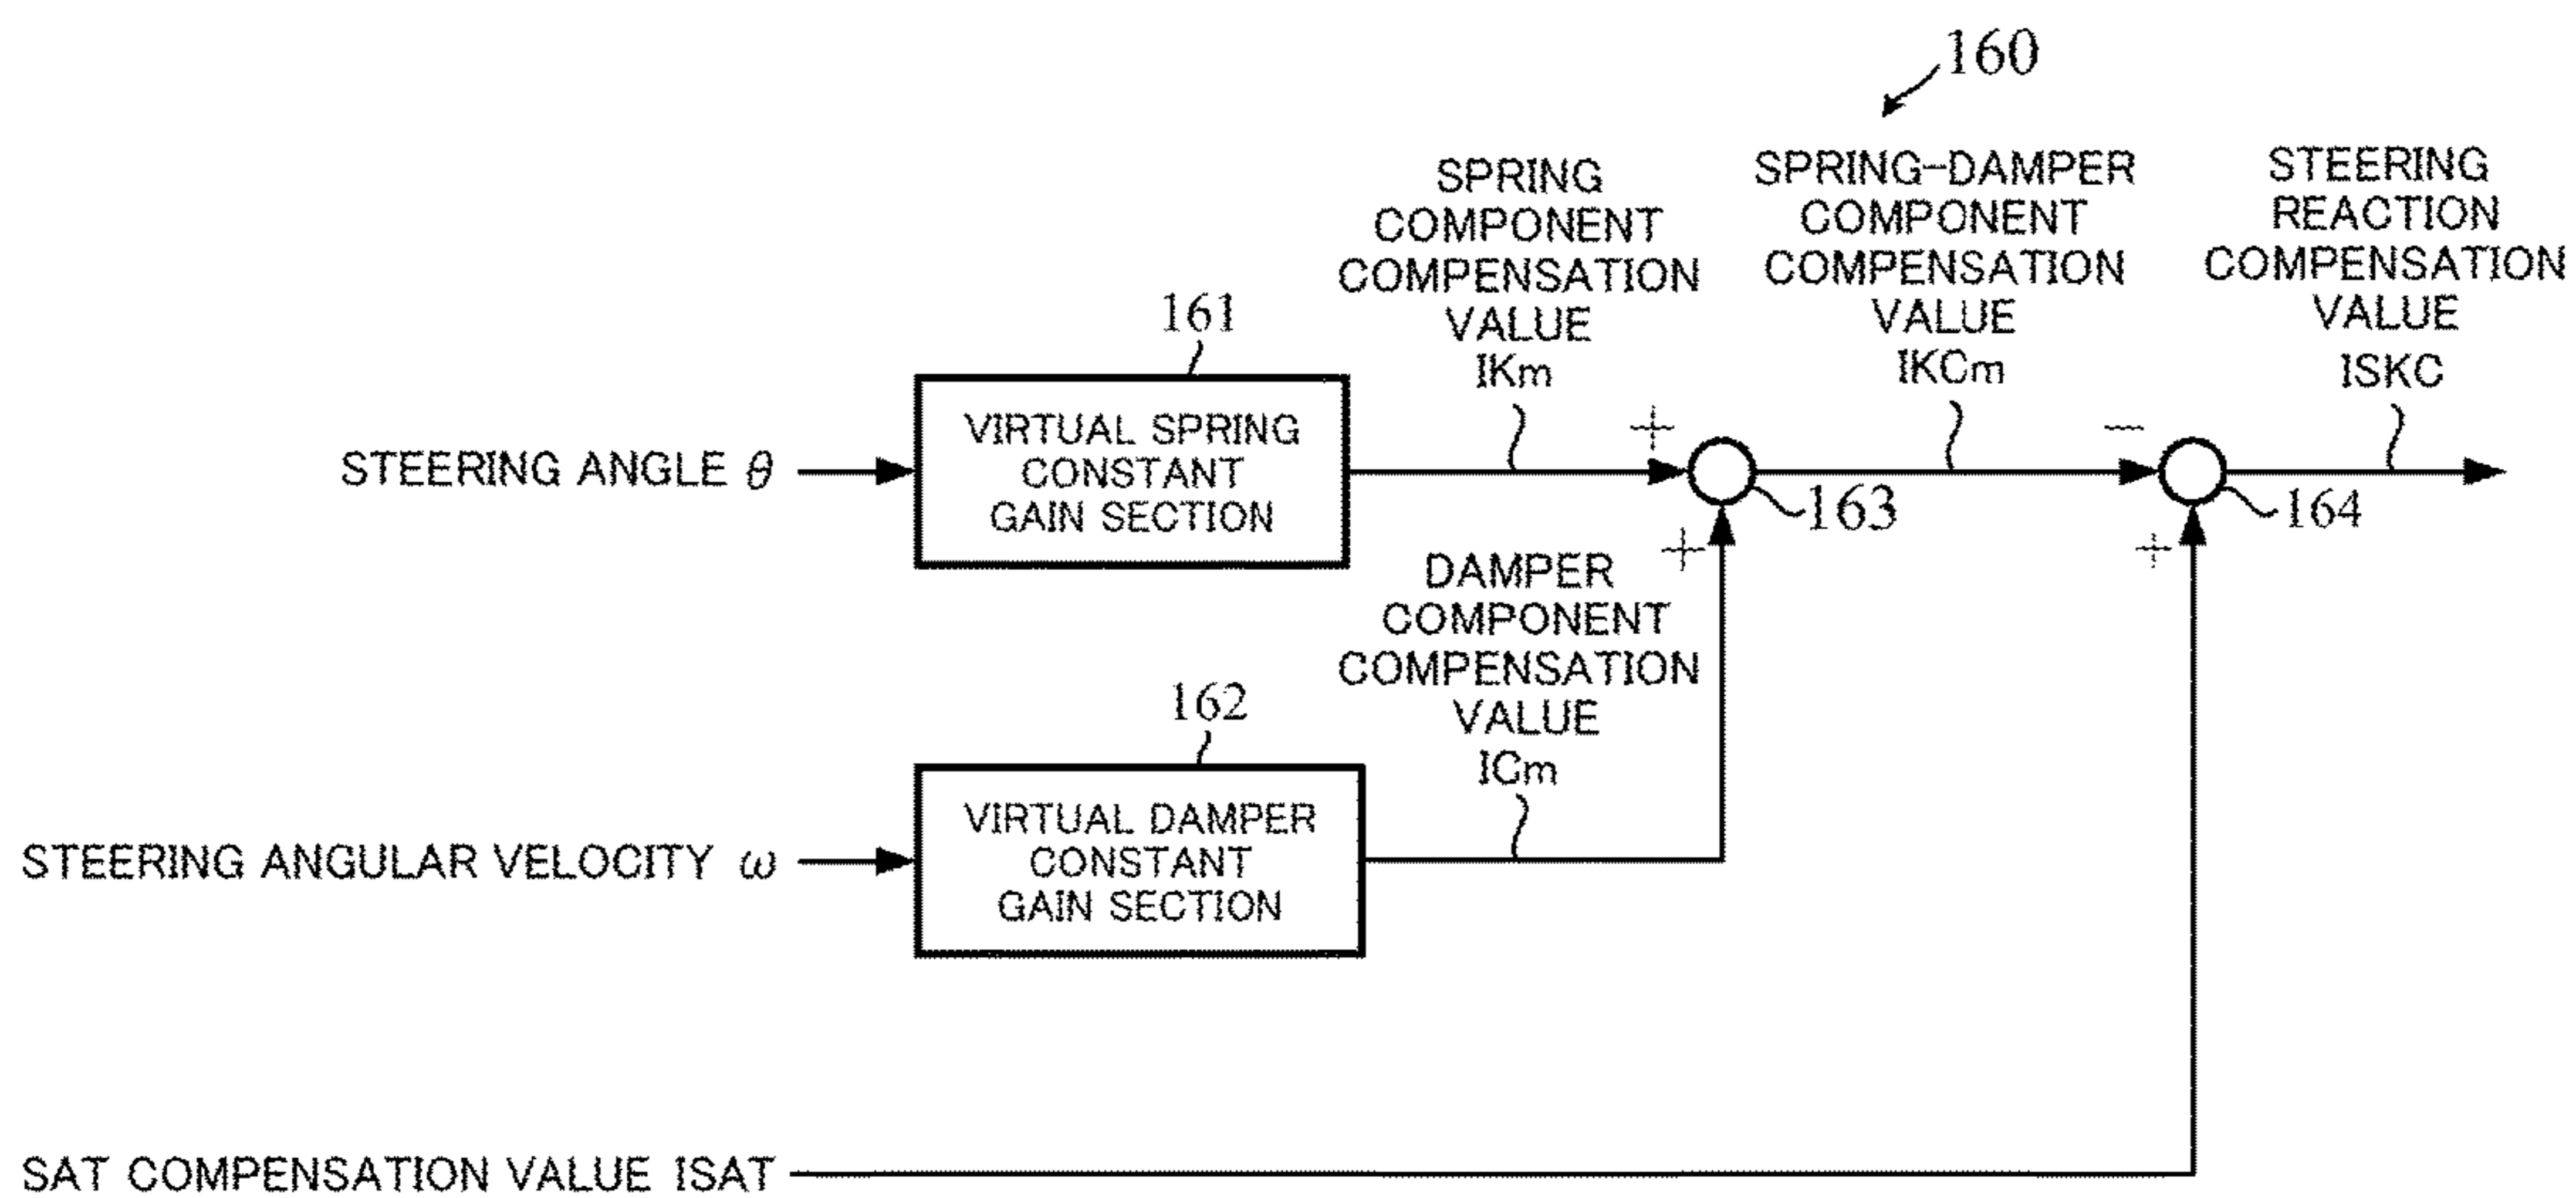 160
SPRING
COMPONENT
COMPENSATION
VALUE
IKm
SPRING-DAMPER
COMPONENT
COMPENSATION
VALUE
IKCm
STEERING
REACTION
COMPENSATION
VALUE
ISKC
161
STEERING ANGLE θ
VIRTUAL SPRING
CONSTANT
GAIN SECTION
+
163
+
−
164
+
DAMPER
COMPONENT
COMPENSATION
VALUE
ICm
162
STEERING ANGULAR VELOCITY ω
VIRTUAL DAMPER
CONSTANT
GAIN SECTION
SAT COMPENSATION VALUE ISAT